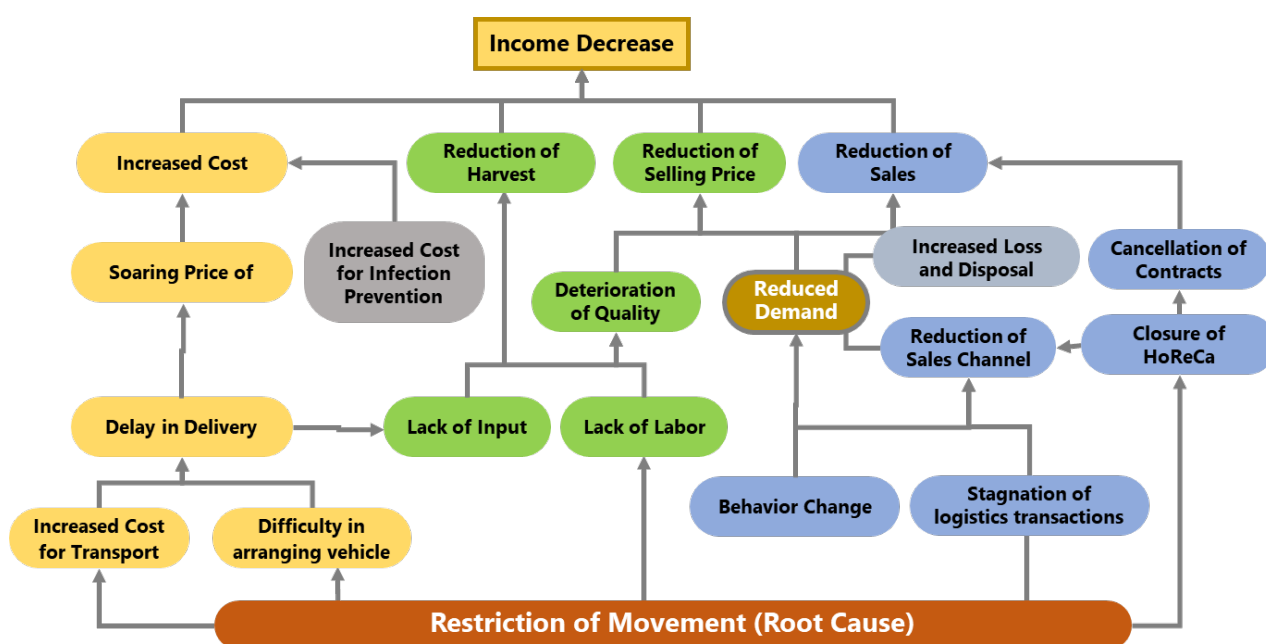 Income Decrease
Increased Cost
Reduction of
Harvest
Reduction of
Selling Price
Reduction of
Sales
Soaring Price of
Increased Cost
for Infection
Prevention
Deterioration
of Quality
Reduced
Demand
Increased Loss
and Disposal
Cancellation of
Contracts
Reduction of
Sales Channel
Closure of
HoReCa
Delay in Delivery
Lack of Input
Lack of Labor
Behavior Change
Stagnation of
logistics transactions
Increased Cost
for Transport
Difficulty in
arranging vehicle
Restriction of Movement (Root Cause)